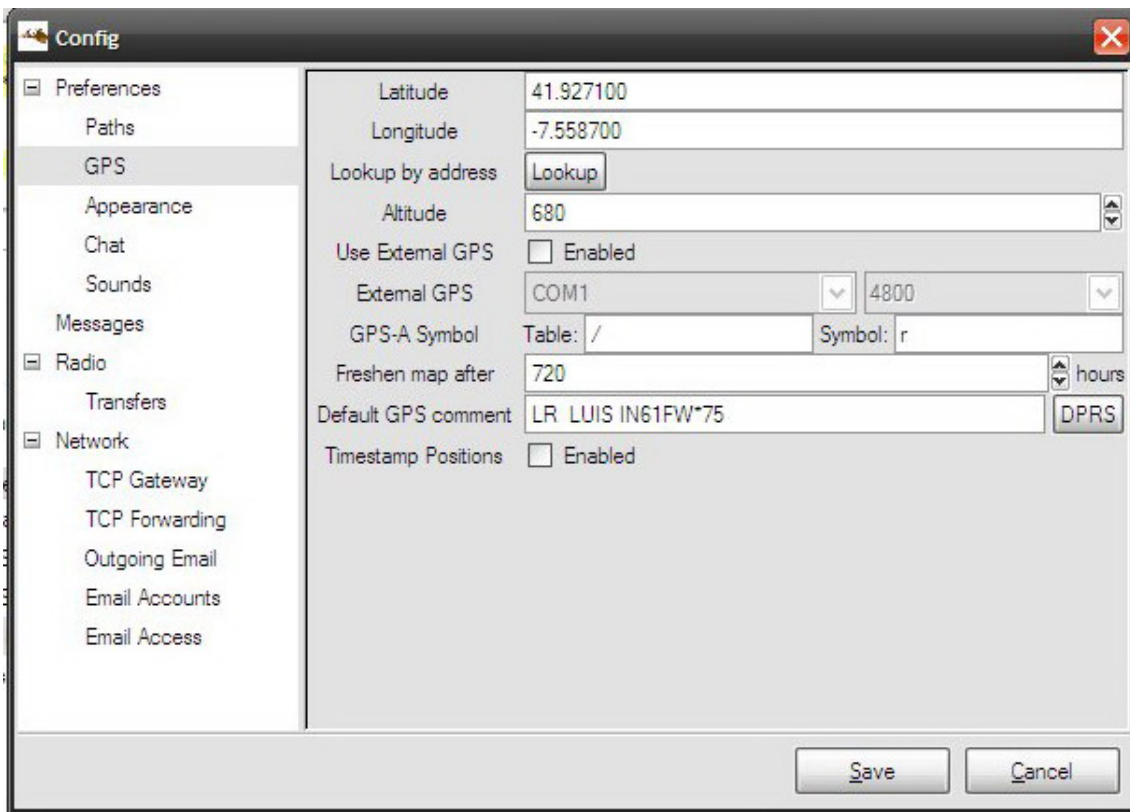 Config
Preferences
Paths
GPS
Appearance
Chat
Sounds
Messages
Radio
Transfers
Network
TCP Gateway
TCP Forwarding
Outgoing Email
Email Accounts
Email Access
Latitude 41.927100
Longitude -7.558700
Lookup by address Lookup
Altitude 680
Use External GPS Enabled
External GPS COM1 4800
GPS-A Symbol Table: / Symbol: r
Freshen map after 720 hours
Default GPS comment LR LUIS IN61FW*75 DPRS
Timestamp Positions Enabled
Save Cancel